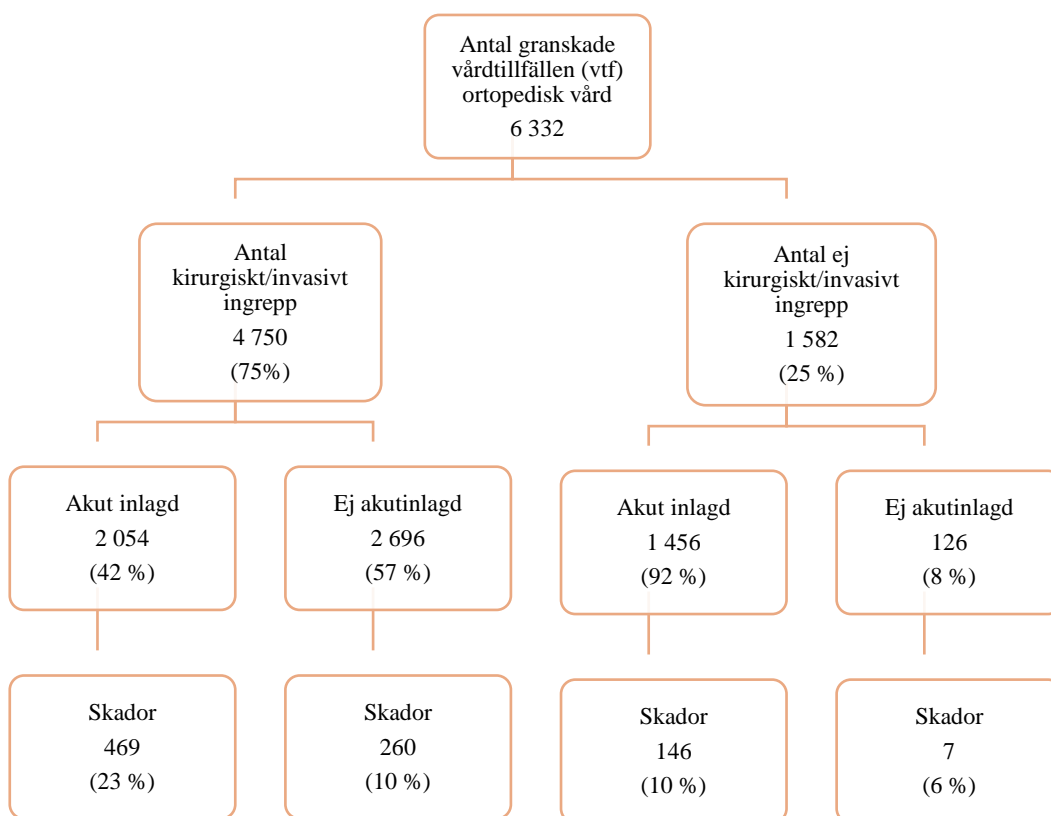 Antal granskade
vårdtillfällen (vtf)
ortopedisk vård
6 332
Antal
kirurgiskt/invasivt
ingrepp
4 750
(75%)
Antal ej
kirurgiskt/invasivt
ingrepp
1 582
(25 %)
Akut inlagd
2 054
(42 %)
Ej akutinlagd
2 696
(57 %)
Akut inlagd
1 456
(92 %)
Ej akutinlagd
126
(8 %)
Skador
469
(23 %)
Skador
260
(10 %)
Skador
146
(10 %)
Skador
7
(6 %)